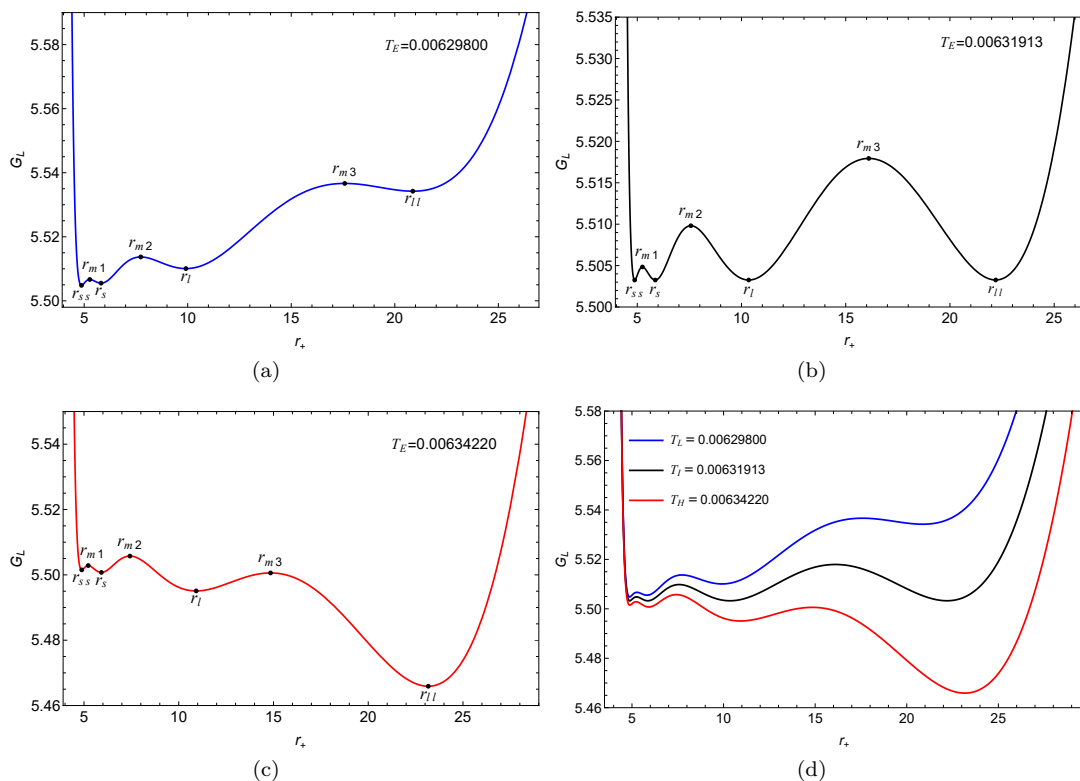 T_E=0.00629800
G_L
5.58
5.56
5.54
5.52
5.50
r_m3
r_ll
r_m2
r_m1
r_l
r_ss r_s
5 10 15 20 25
r_+
(a)
T_E=0.00631913
G_L
5.535
5.530
5.525
5.520
5.515
5.510
5.505
5.500
r_m3
r_m2
r_m1
r_ss r_s r_l r_ll
5 10 15 20 25
r_+
(b)
T_E=0.00634220
G_L
5.54
5.52
5.50
5.48
5.46
r_m2
r_m1 r_m3
r_ss r_s
r_l
r_ll
5 10 15 20 25
r_+
(c)
G_L
5.58
5.56
5.54
5.52
5.50
5.48
5.46
T_L = 0.00629800
T_I = 0.00631913
T_H = 0.00634220
5 10 15 20 25
r_+
(d)